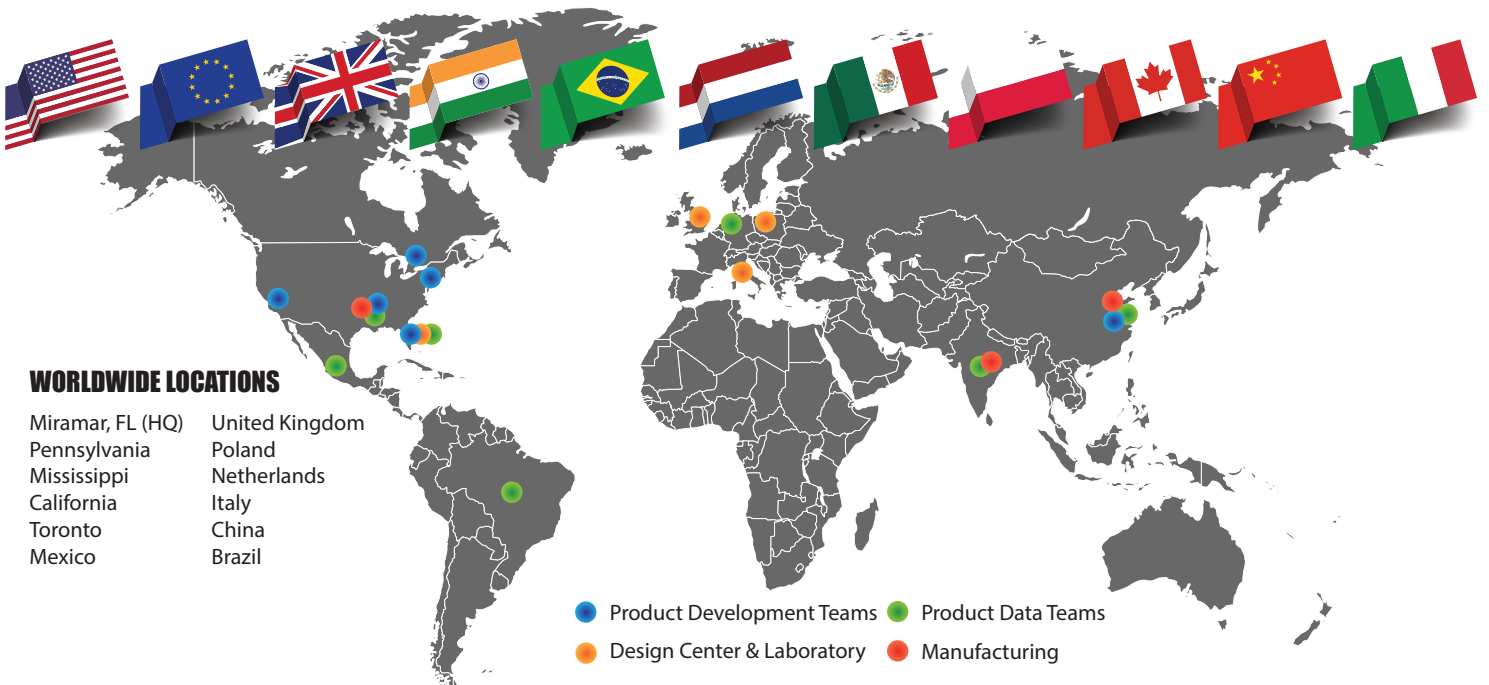 WORLDWIDE LOCATIONS
Miramar, FL (HQ)
Pennsylvania
Mississippi
California
Toronto
Mexico
United Kingdom
Poland
Netherlands
Italy
China
Brazil
Product Development Teams
Design Center & Laboratory
Product Data Teams
Manufacturing